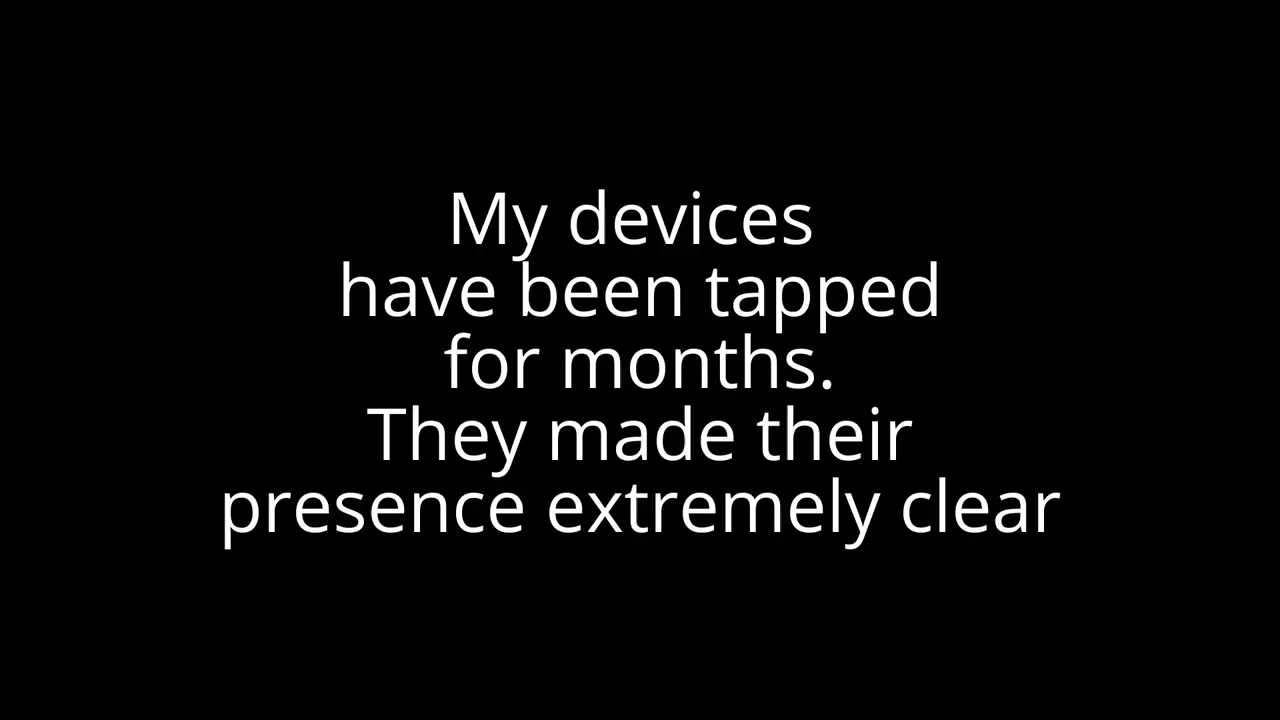 My devices
have been tapped
for months.
They made their
presence extremely clear